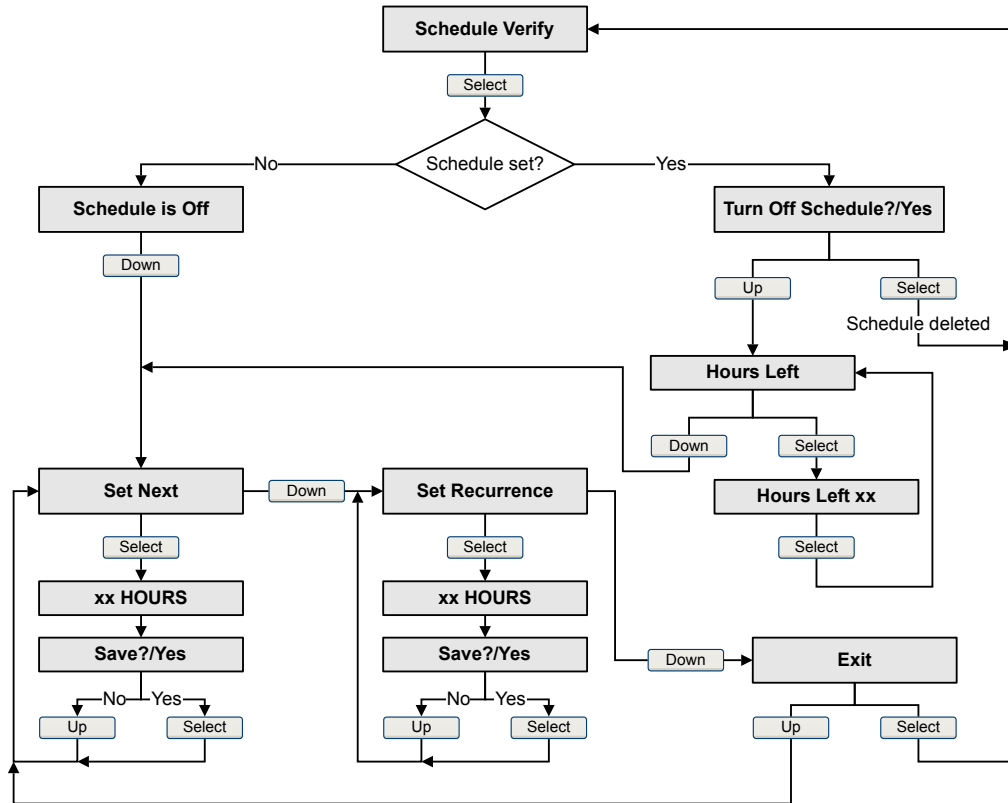 Schedule Verify
Select
Schedule set?
No
Yes
Schedule is Off
Turn Off Schedule?/Yes
Down
Up
Select
Schedule deleted
Hours Left
Down
Select
Set Next
Down
Set Recurrence
Hours Left xx
Select
Select
Select
xx HOURS
xx HOURS
Save?/Yes
Save?/Yes
Down
Exit
No
Yes
No
Yes
Up
Select
Up
Select
Up
Select